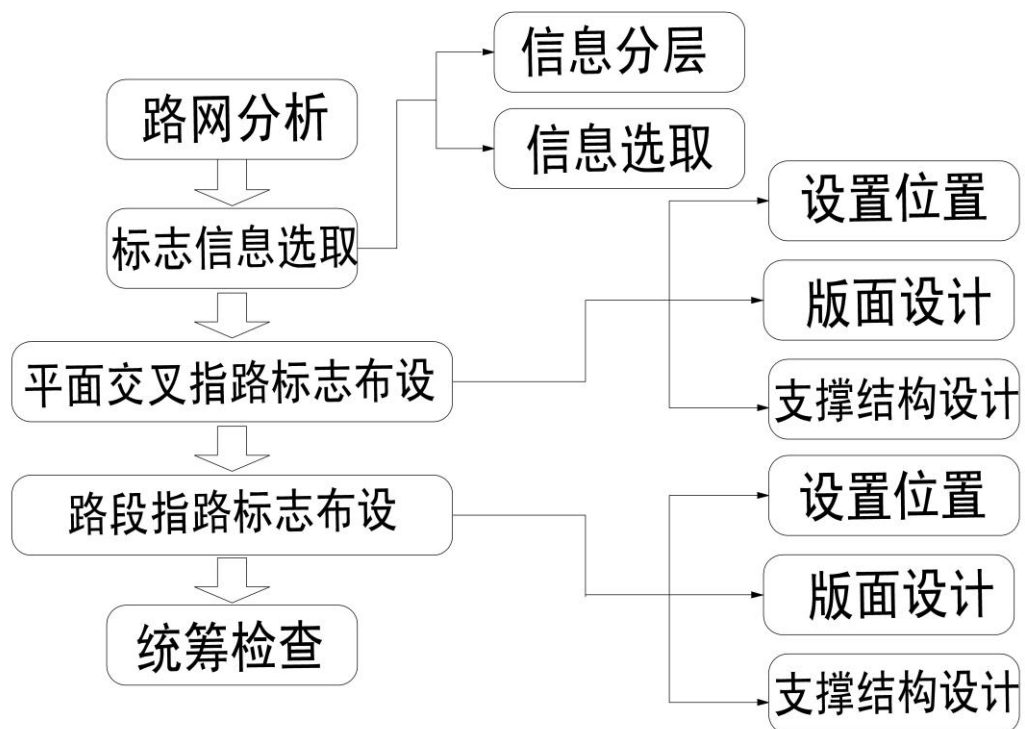 路网分析
标志信息选取
信息分层
信息选取
平面交叉指路标志布设
设置位置
版面设计
支撑结构设计
路段指路标志布设
设置位置
版面设计
支撑结构设计
统筹检查